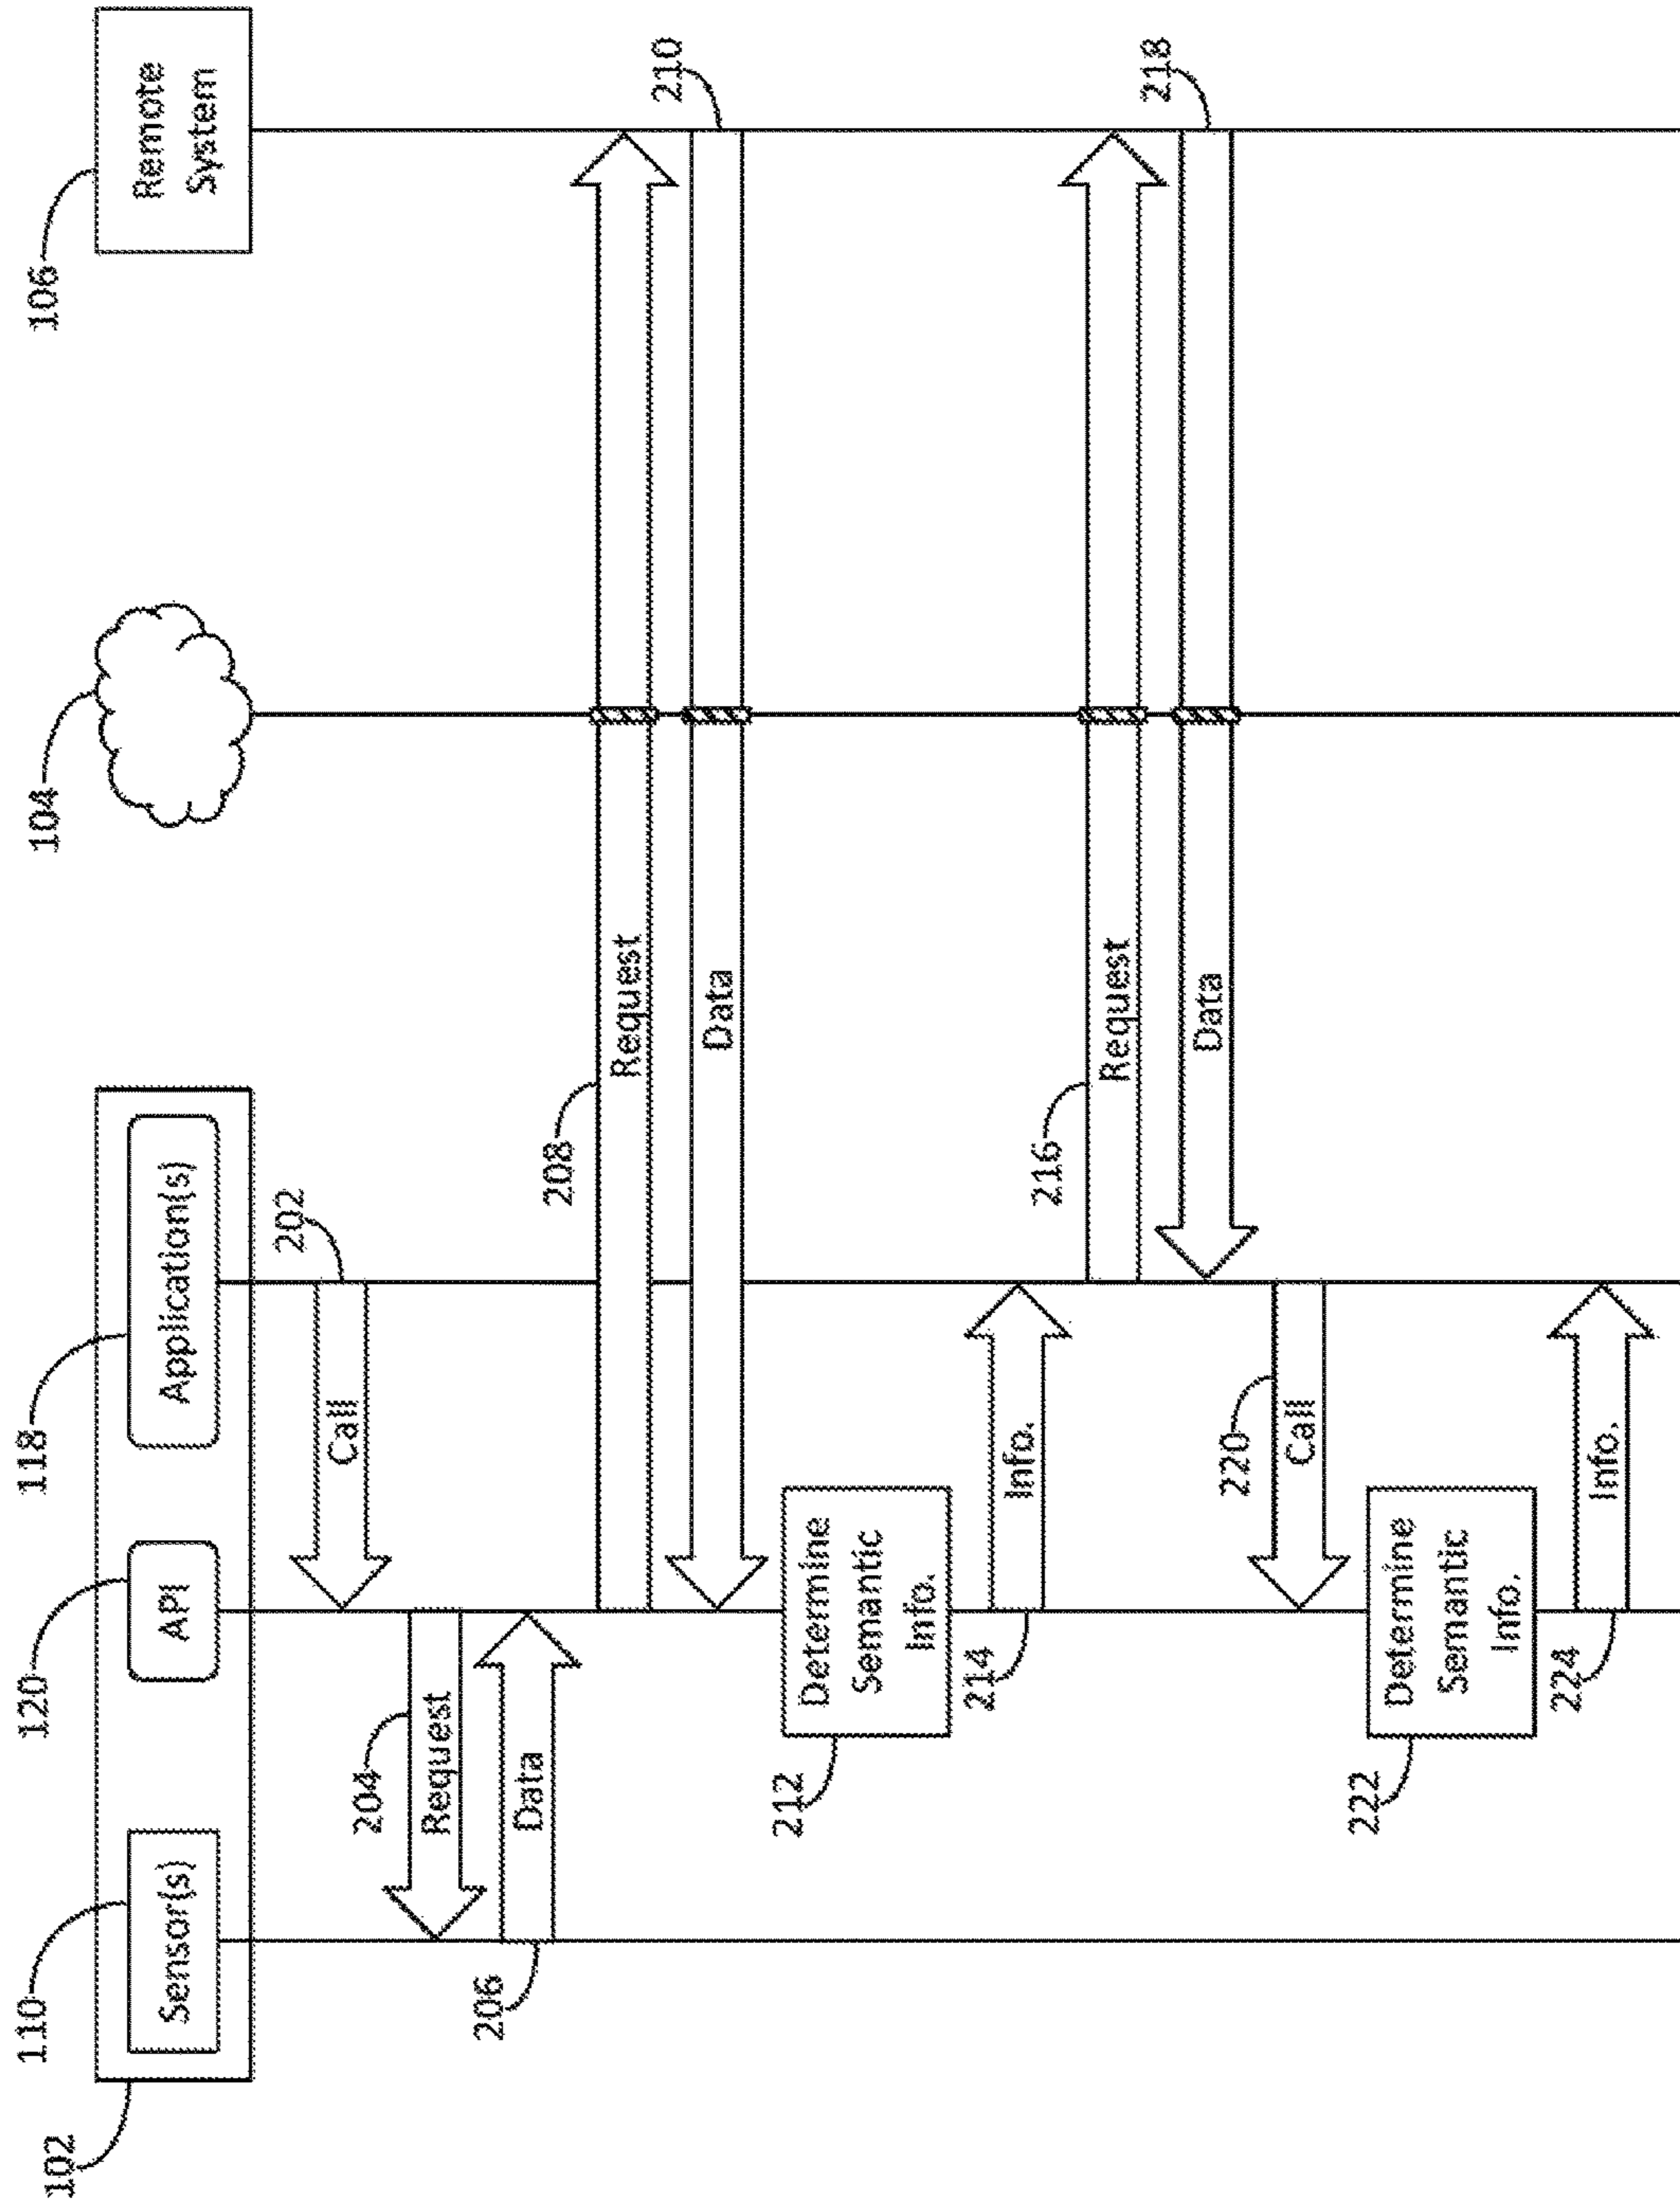 102
110
Sensor(s)
120
API
118
Application(s)
104
106
Remote
System
202
Call
204
Request
206
Data
208
Request
210
Data
212
Determine
Semantic
Info.
214
Info.
216
Request
218
Data
220
Call
222
Determine
Semantic
Info.
224
Info.